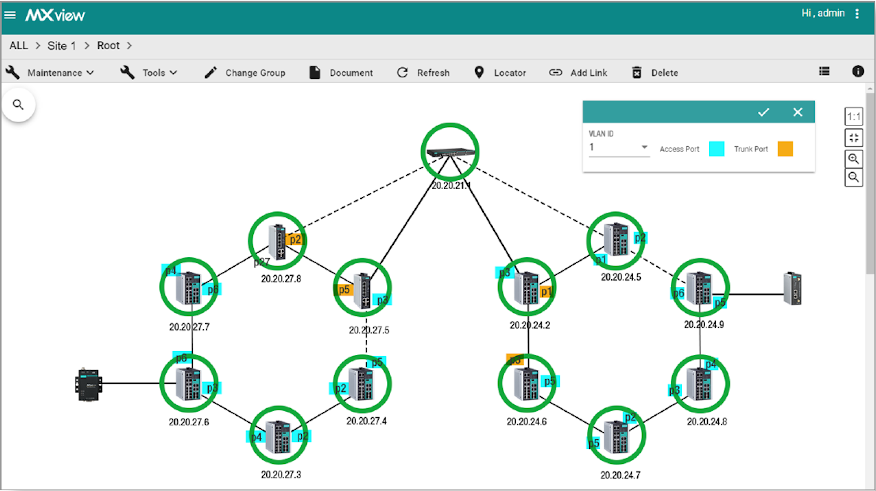 MXview
Hi , admin
ALL > Site 1 > Root >
Maintenance Tools Change Group Document Refresh Locator Add Link Delete
VLAN ID
1 Access Port Trunk Port
1:1
20.20.21.1
p2
p27
20.20.27.8
p2
p1
20.20.24.5
p4
p6
20.20.27.7
p5
p3
20.20.27.5
p3
p1
20.20.24.2
p6
p5
20.20.24.9
p6
p3
20.20.27.6
p5
p2
20.20.27.4
p5
20.20.24.6
p4
p3
20.20.24.8
p4
p2
20.20.27.3
p2
p5
20.20.24.7